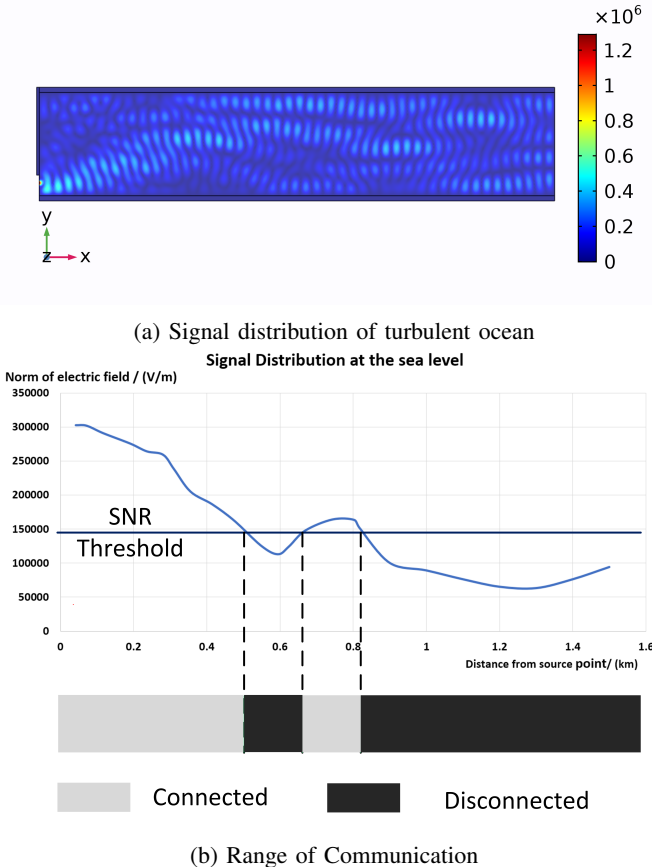 ×10⁶
1.2
1
0.8
0.6
0.4
0.2
0
y
z
x
(a) Signal distribution of turbulent ocean
Signal Distribution at the sea level
Norm of electric field / (V/m)
350000
300000
250000
200000
150000
100000
50000
0
SNR
Threshold
0 0.2 0.4 0.6 0.8 1 1.2 1.4 1.6
Distance from source point/ (km)
Connected
Disconnected
(b) Range of Communication